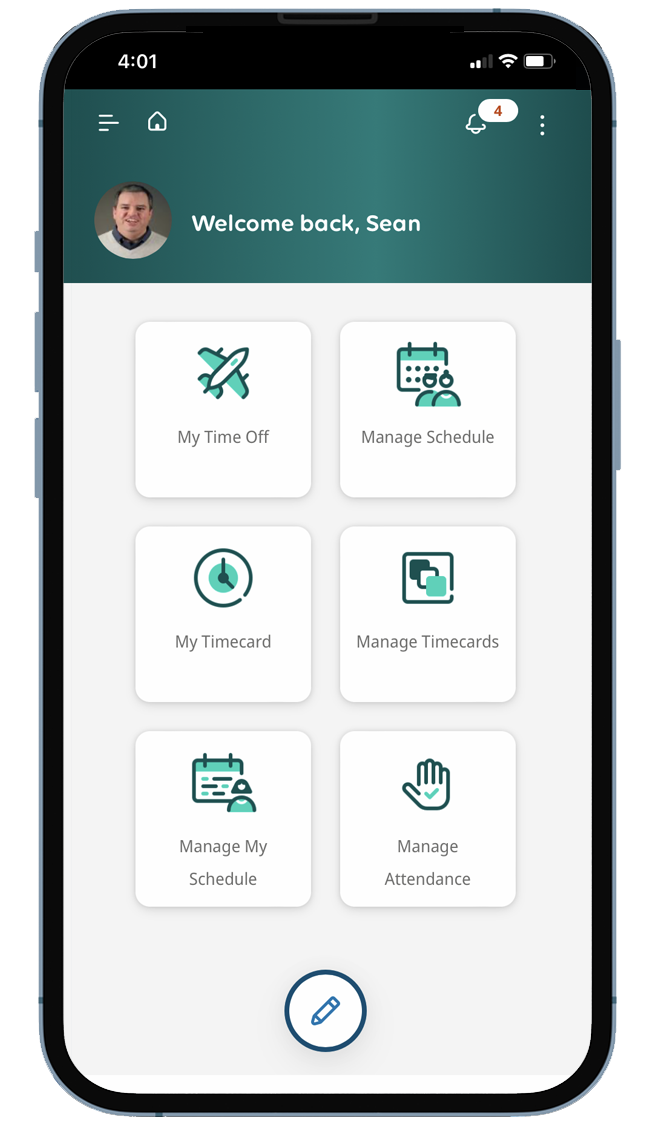 4:01
4
Welcome back, Sean
My Time Off
Manage Schedule
My Timecard
Manage Timecards
Manage My
Schedule
Manage
Attendance